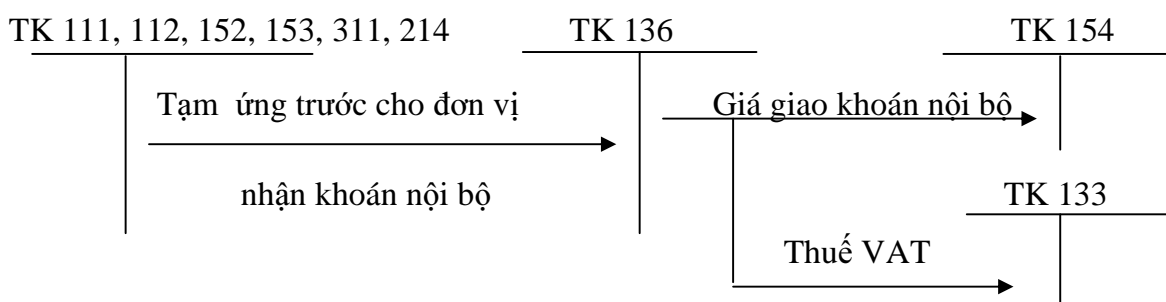 TK 111, 112, 152, 153, 311, 214
TK 136
TK 154
Tạm ứng trước cho đơn vị
Giá giao khoán nội bộ
nhận khoán nội bộ
TK 133
Thuế VAT